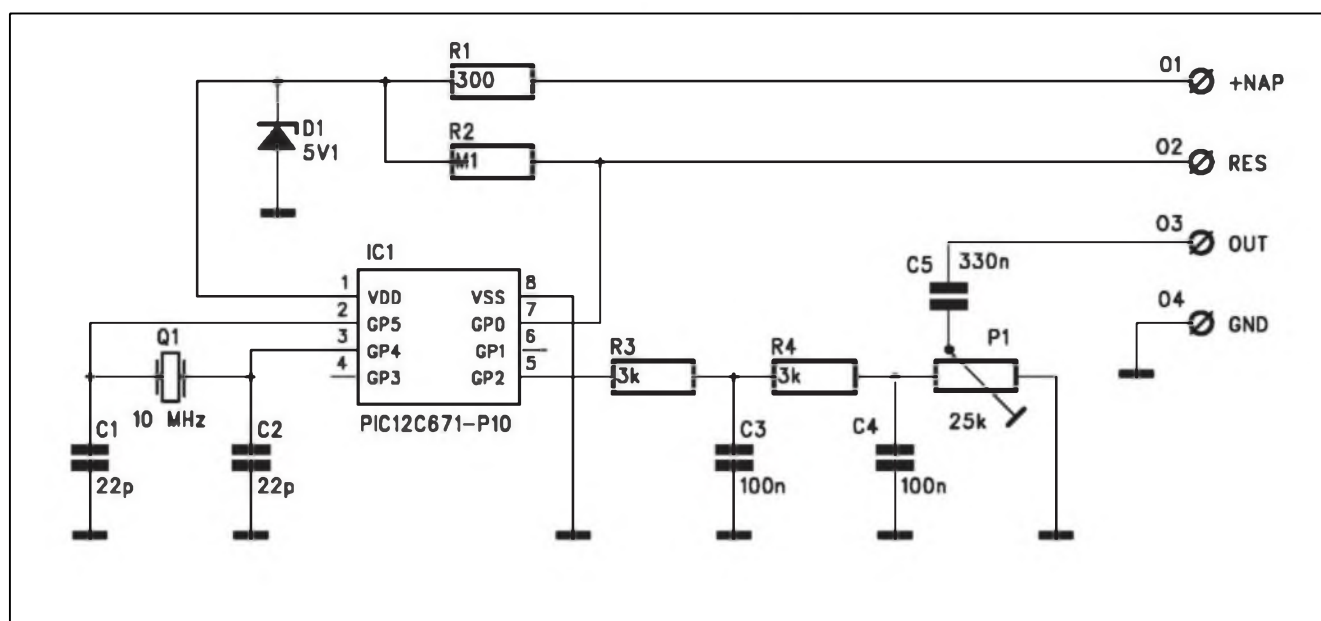 R1
300
O1
+NAP
D1
5V1
R2
M1
O2
RES
O3
OUT
C5
330n
O4
GND
IC1
1 VDD VSS 8
2 GP5 GP0 7
3 GP4 GP1 6
4 GP3 GP2 5
PIC12C671-P10
Q1
10 MHz
R3
3k
R4
3k
P1
25k
C1
22p
C2
22p
C3
100n
C4
100n